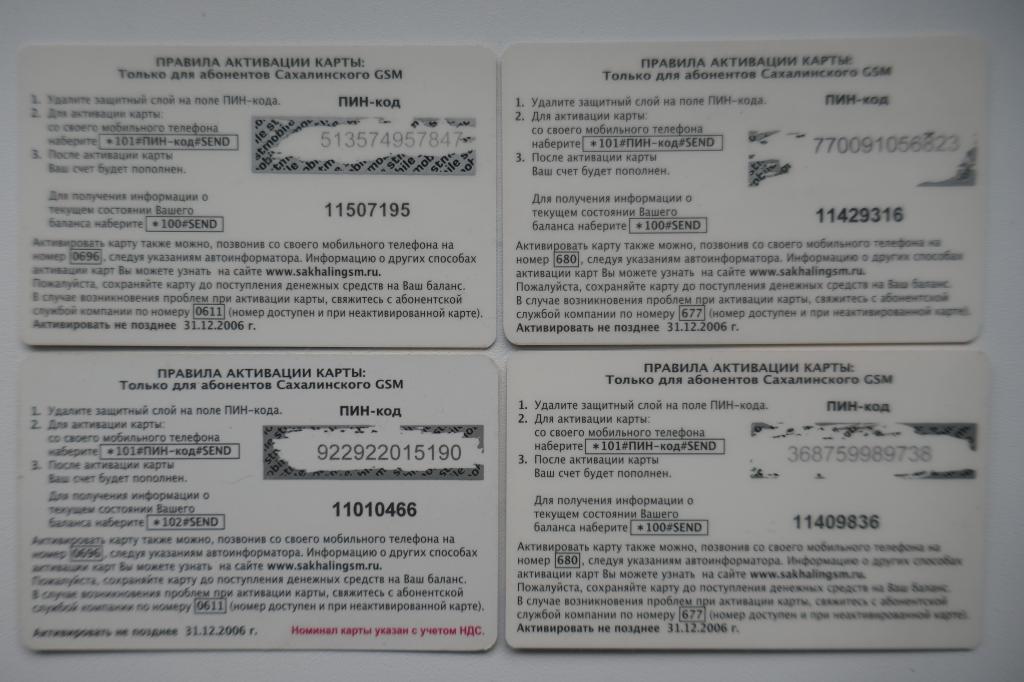 ПРАВИЛА АКТИВАЦИИ КАРТЫ:
Только для абонентов Сахалинского GSM
1. Удалите защитный слой на поле ПИН-кода.
ПИН-код
2. Для активации карты:
со своего мобильного телефона
наберите *101#ПИН-код#SEND
513574957847
3. После активации карты
Ваш счет будет пополнен.
Для получения информации о
текущем состоянии Вашего
баланса наберите *100#SEND
11507195
Активировать карту также можно, позвонив со своего мобильного телефона на
номер 0696, следуя указаниям автоинформатора. Информацию о других способах
активации карт Вы можете узнать на сайте www.sakhalingsm.ru.
Пожалуйста, сохраняйте карту до поступления денежных средств на Ваш баланс.
В случае возникновения проблем при активации карты, свяжитесь с абонентской
службой компании по номеру 0611 (номер доступен и при неактивированной карте).
Активировать не позднее 31.12.2006 г.
ПРАВИЛА АКТИВАЦИИ КАРТЫ:
Только для абонентов Сахалинского GSM
1. Удалите защитный слой на поле ПИН-кода.
ПИН-код
2. Для активации карты:
со своего мобильного телефона
наберите *101#ПИН-код#SEND
770091056823
3. После активации карты
Ваш счет будет пополнен.
Для получения информации о
текущем состоянии Вашего
баланса наберите *100#SEND
11429316
Активировать карту также можно, позвонив со своего мобильного телефона на
номер 680, следуя указаниям автоинформатора. Информацию о других способах
активации карт Вы можете узнать на сайте www.sakhalingsm.ru.
Пожалуйста, сохраняйте карту до поступления денежных средств на Ваш баланс.
В случае возникновения проблем при активации карты, свяжитесь с абонентской
службой компании по номеру 677 (номер доступен и при неактивированной карте).
Активировать не позднее 31.12.2006 г.
ПРАВИЛА АКТИВАЦИИ КАРТЫ:
Только для абонентов Сахалинского GSM
1. Удалите защитный слой на поле ПИН-кода.
ПИН-код
2. Для активации карты:
со своего мобильного телефона
наберите *101#ПИН-код#SEND
922922015190
3. После активации карты
Ваш счет будет пополнен.
Для получения информации о
текущем состоянии Вашего
баланса наберите *102#SEND
11010466
Активировать карту также можно, позвонив со своего мобильного телефона на
номер 0696, следуя указаниям автоинформатора. Информацию о других способах
активации карт Вы можете узнать на сайте www.sakhalingsm.ru.
Пожалуйста, сохраняйте карту до поступления денежных средств на Ваш баланс.
В случае возникновения проблем при активации карты, свяжитесь с абонентской
службой компании по номеру 0611 (номер доступен и при неактивированной карте).
Активировать не позднее 31.12.2006 г.
Номинал карты указан с учетом НДС.
ПРАВИЛА АКТИВАЦИИ КАРТЫ:
Только для абонентов Сахалинского GSM
1. Удалите защитный слой на поле ПИН-кода.
ПИН-код
2. Для активации карты:
со своего мобильного телефона
наберите *101#ПИН-код#SEND
368759989738
3. После активации карты
Ваш счет будет пополнен.
Для получения информации о
текущем состоянии Вашего
баланса наберите *100#SEND
11409836
Активировать карту также можно, позвонив со своего мобильного телефона на
номер 680, следуя указаниям автоинформатора. Информацию о других способах
активации карт Вы можете узнать на сайте www.sakhalingsm.ru.
Пожалуйста, сохраняйте карту до поступления денежных средств на Ваш баланс.
В случае возникновения проблем при активации карты, свяжитесь с абонентской
службой компании по номеру 677 (номер доступен и при неактивированной карте).
Активировать не позднее 31.12.2006 г.